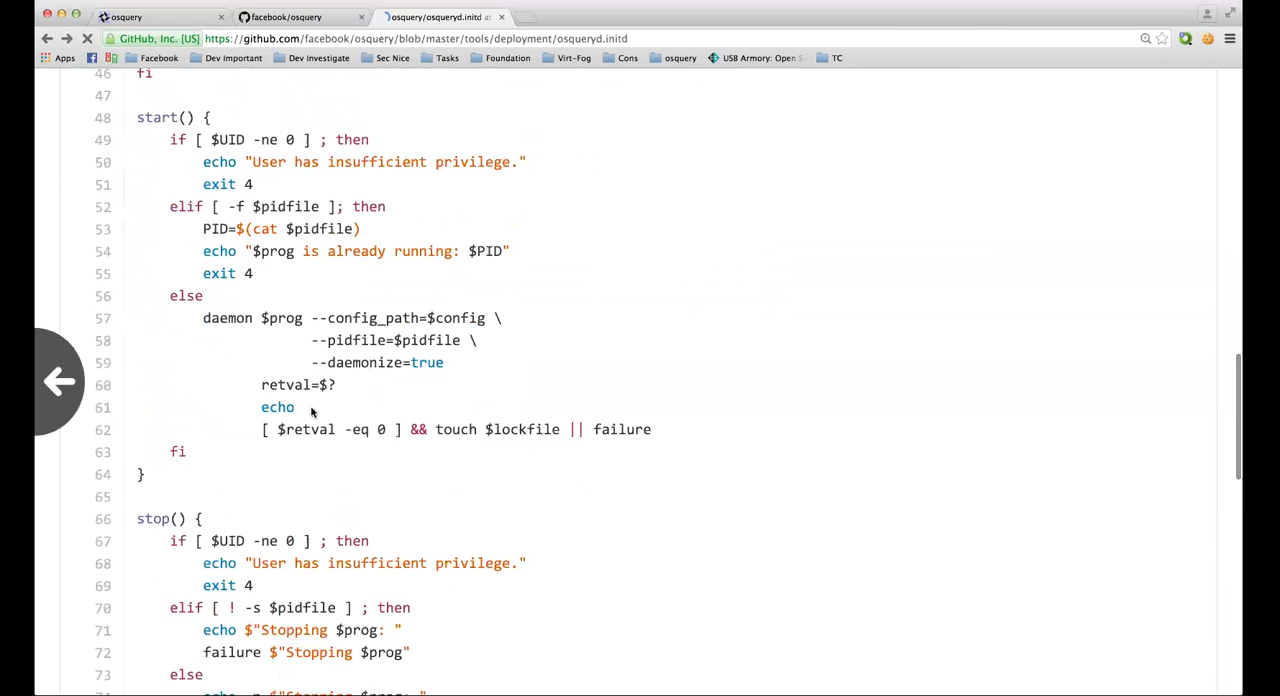 osquery
facebook/osquery
osquery/osqueryd.initd at
GitHub, Inc. [US] https://github.com/facebook/osquery/blob/master/tools/deployment/osqueryd.initd
Apps Facebook Dev Important Dev Investigate Sec Nice Tasks Foundation Virt-Fog Cons osquery USB Armory: Open S TC
46 fi
47
48 start() {
49 if [ $UID -ne 0 ] ; then
50 echo "User has insufficient privilege."
51 exit 4
52 elif [ -f $pidfile ]; then
53 PID=$(cat $pidfile)
54 echo "$prog is already running: $PID"
55 exit 4
56 else
57 daemon $prog --config_path=$config \
58 --pidfile=$pidfile \
59 --daemonize=true
60 retval=$?
61 echo
62 [ $retval -eq 0 ] && touch $lockfile || failure
63 fi
64 }
65
66 stop() {
67 if [ $UID -ne 0 ] ; then
68 echo "User has insufficient privilege."
69 exit 4
70 elif [ ! -s $pidfile ] ; then
71 echo $"Stopping $prog: "
72 failure $"Stopping $prog"
73 else